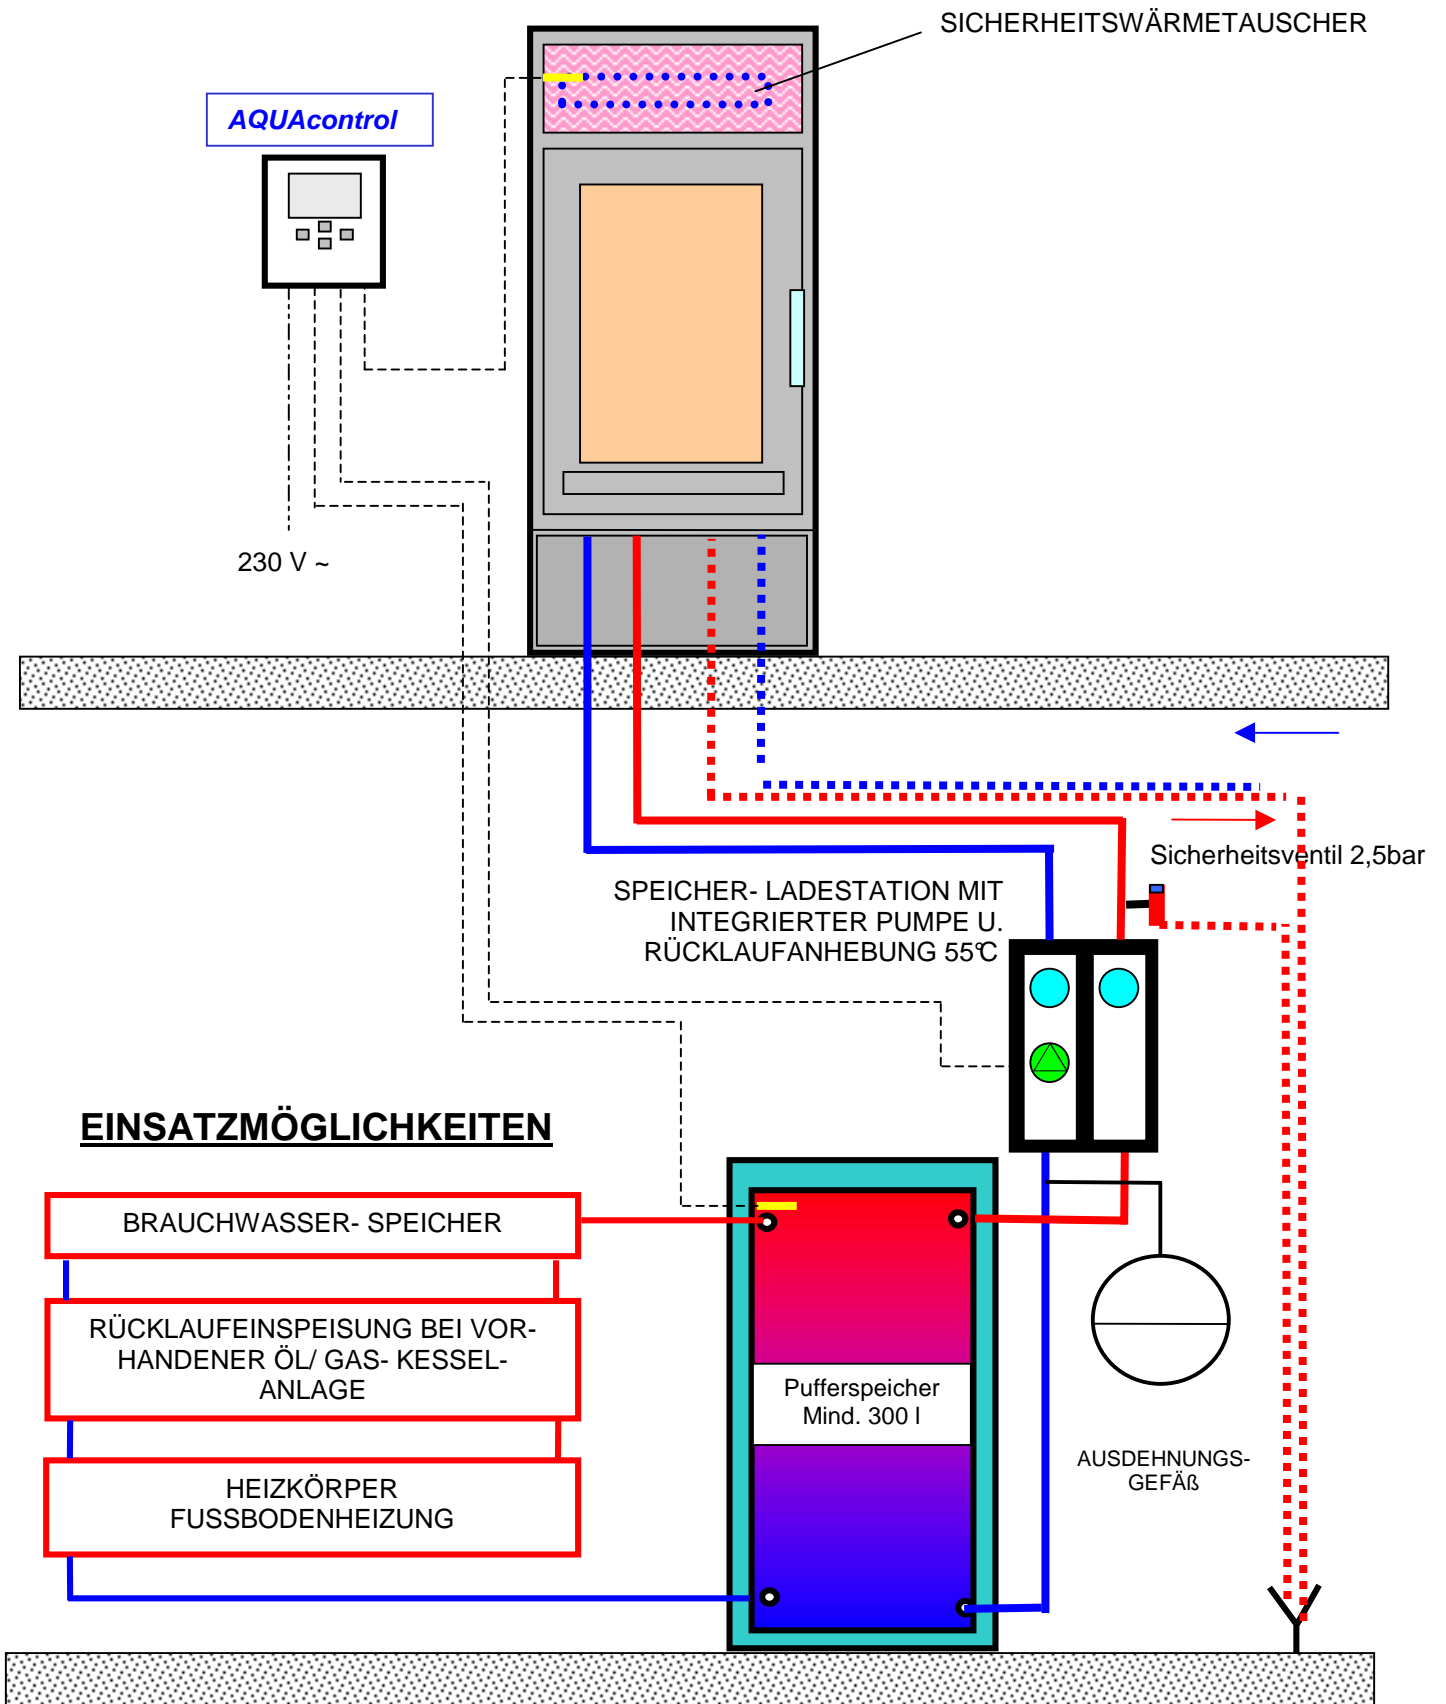 SICHERHEITSWÄRMETAUSCHER
AQUAcontrol
230 V ~
Sicherheitsventil 2,5bar
SPEICHER- LADESTATION MIT
INTEGRIERTER PUMPE U.
RÜCKLAUFANHEBUNG 55°C
EINSATZMÖGLICHKEITEN
BRAUCHWASSER- SPEICHER
RÜCKLAUFEINSPEISUNG BEI VOR-
HANDENER ÖL/ GAS- KESSEL-
ANLAGE
HEIZKÖRPER
FUSSBODENHEIZUNG
Pufferspeicher
Mind. 300 l
AUSDEHNUNGS-
GEFÄß